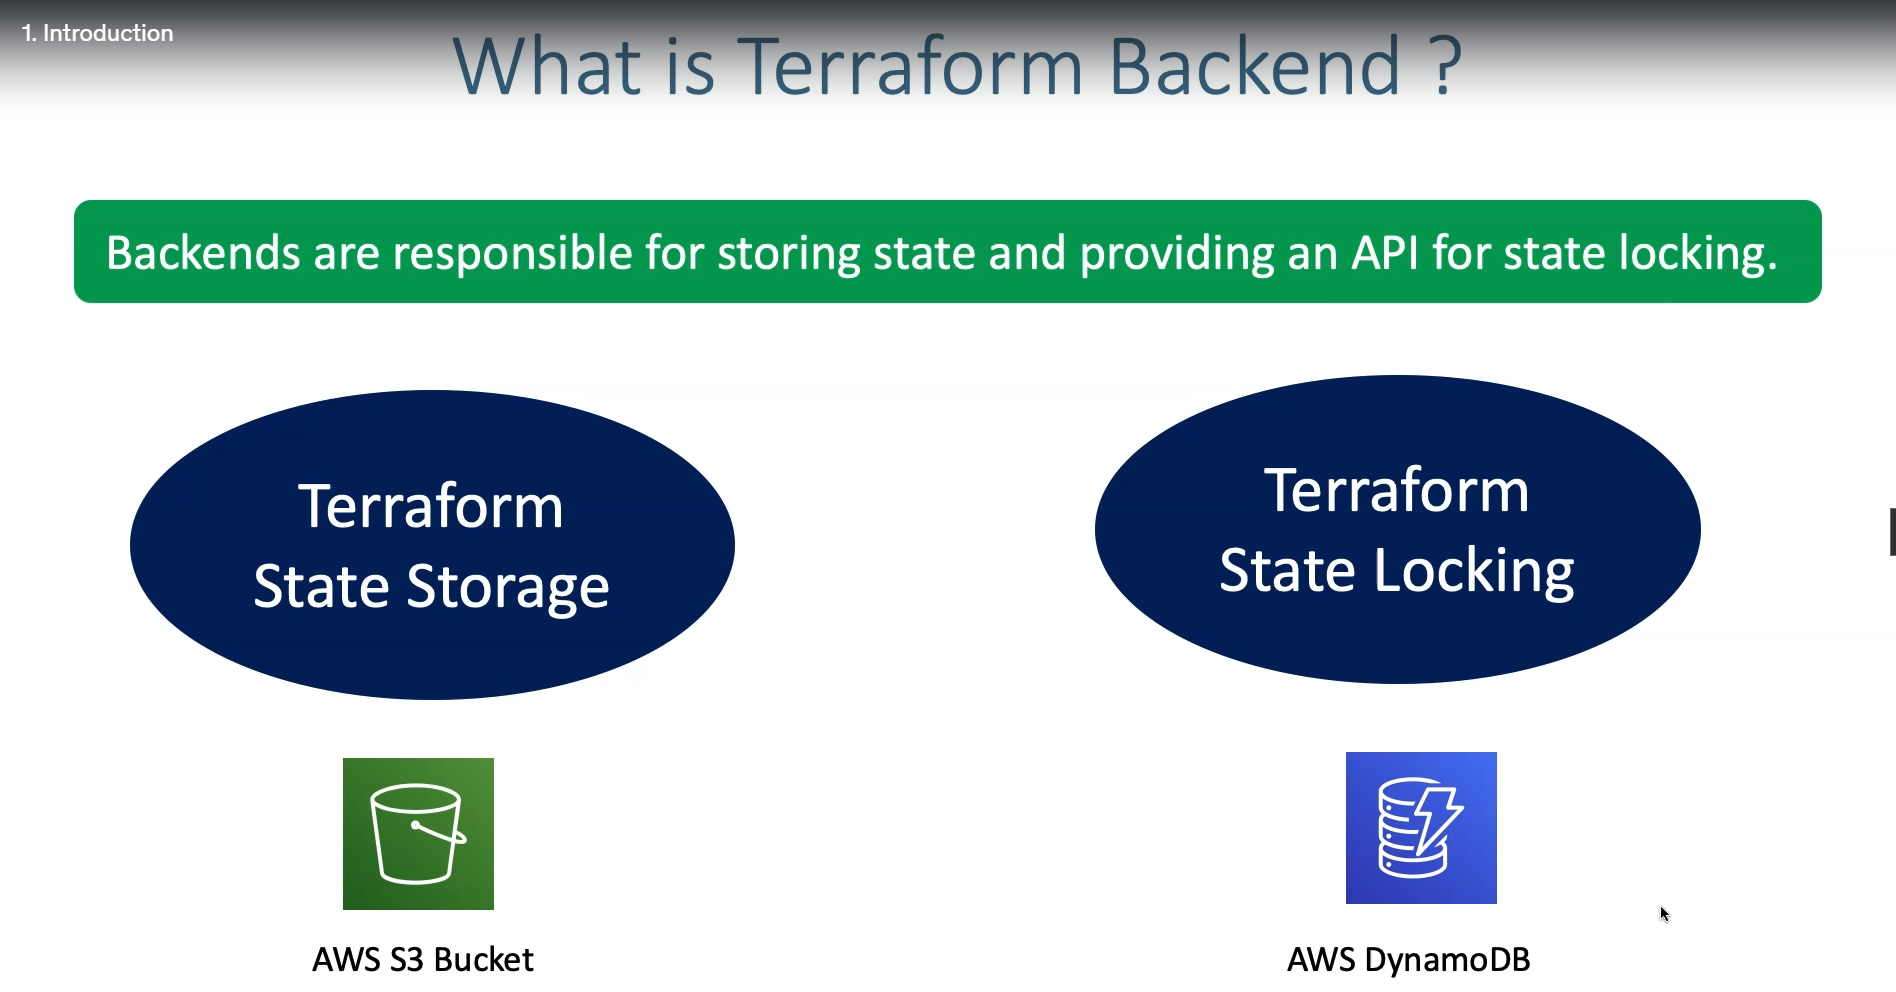 1. Introduction
What is Terraform Backend ?
Backends are responsible for storing state and providing an API for state locking.
Terraform
State Storage
Terraform
State Locking
AWS S3 Bucket
AWS DynamoDB